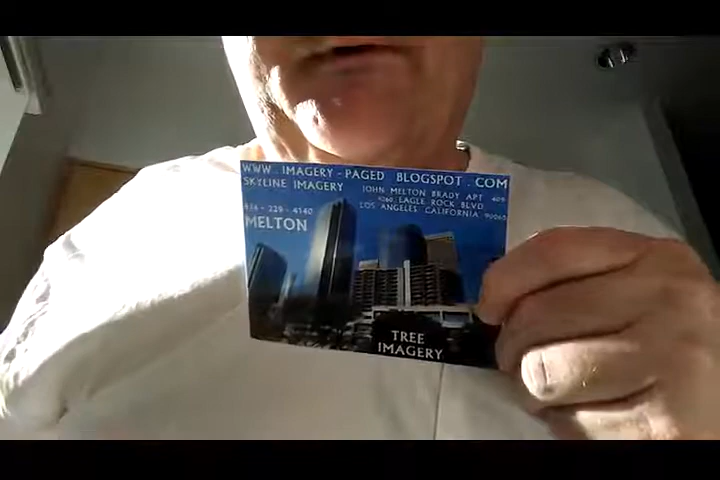 WWW.IMAGERY-PAGED BLOGSPOT.COM
SKYLINE IMAGERY
JOHN MELTON BRADY APT
EAGLE ROCK BLVD
LOS ANGELES CALIFORNIA
MELTON
TREE
IMAGERY